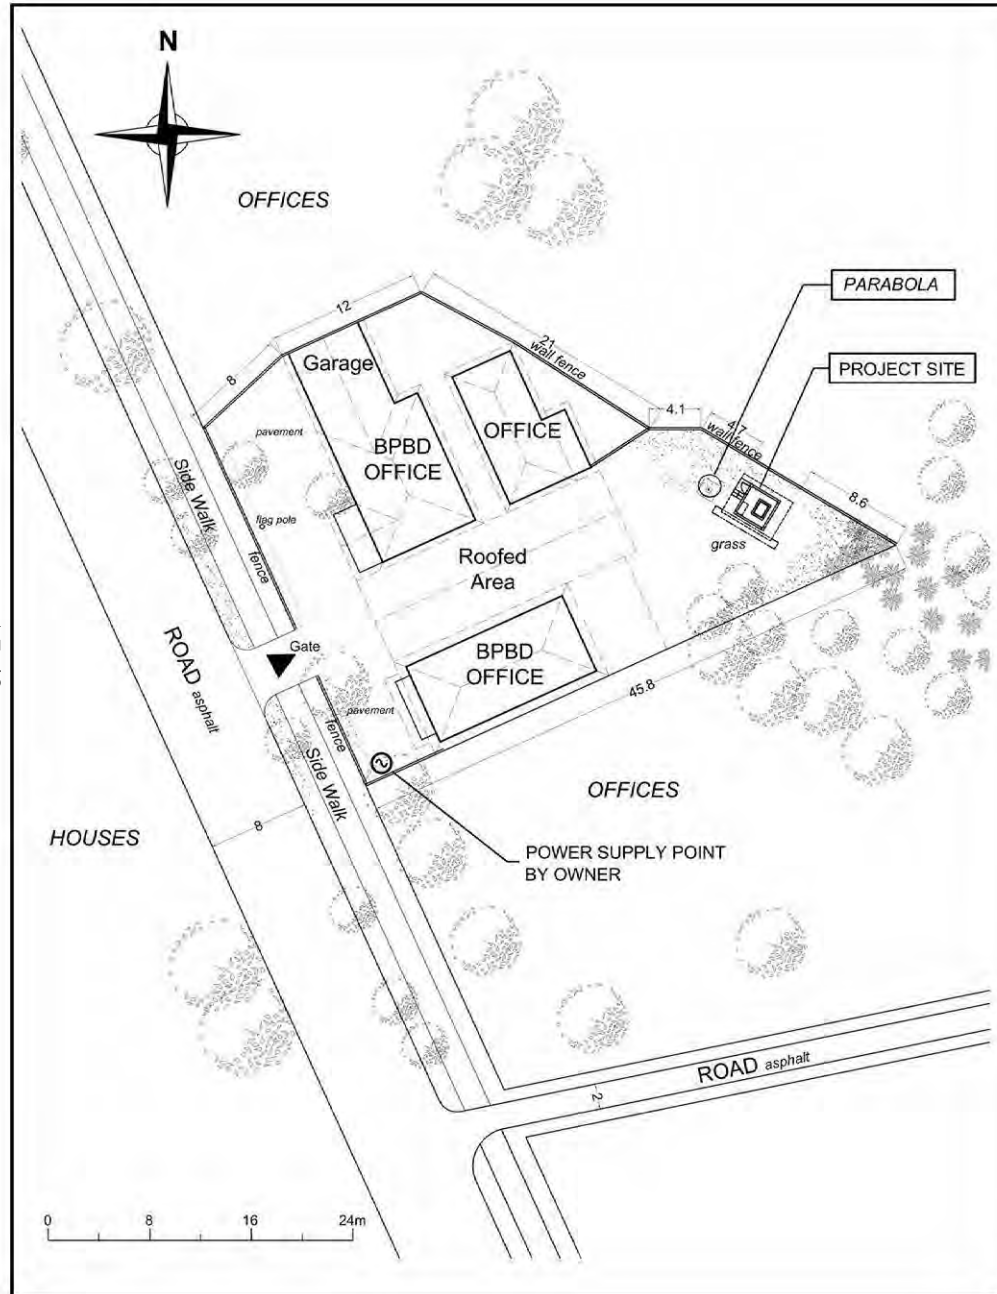 N
OFFICES
PARABOLA
12
21
wall fence
PROJECT SITE
8
Garage
4.1
4.7
wall fence
pavement
OFFICE
BPBD
OFFICE
8.6
Side Walk
flag pole
grass
fence
Roofed
Area
ROAD asphalt
Gate
BPBD
OFFICE
45.8
pavement
fence
Side Walk
OFFICES
8
HOUSES
POWER SUPPLY POINT
BY OWNER
ROAD asphalt
2
0 8 16 24m